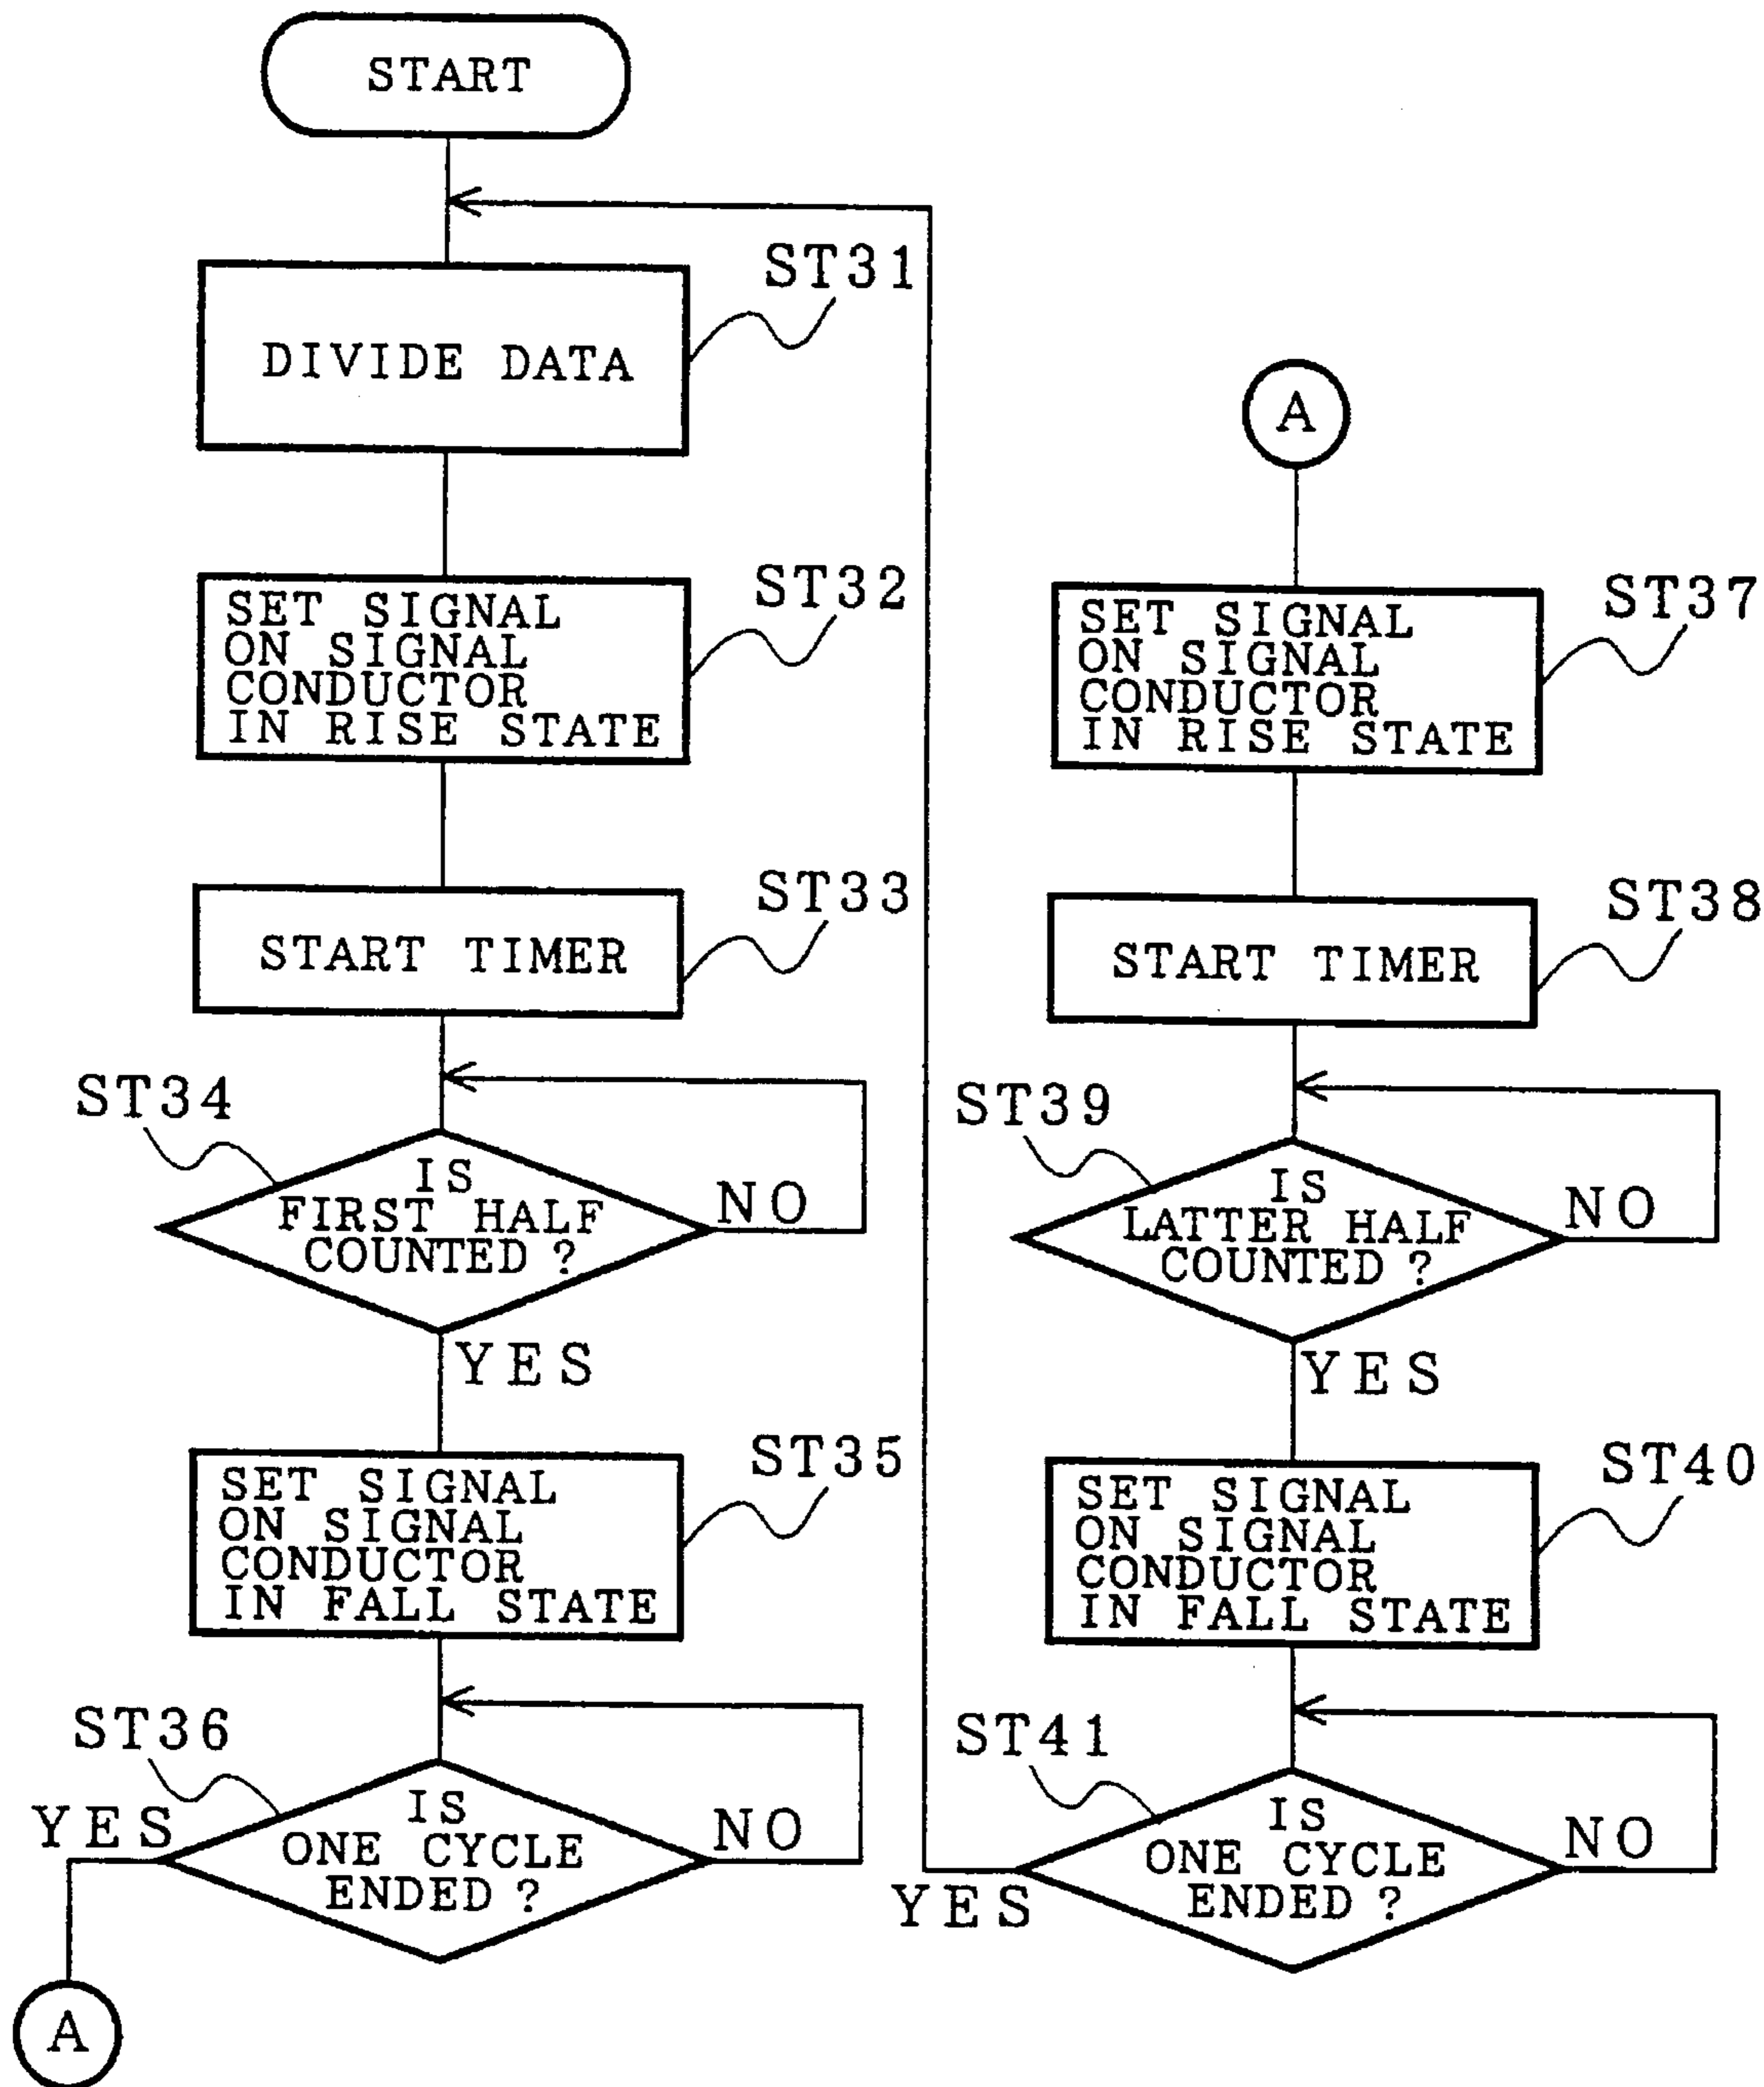 START
ST31
DIVIDE DATA
ST32
SET SIGNAL
ON SIGNAL
CONDUCTOR
IN RISE STATE
ST33
START TIMER
ST34
IS
FIRST HALF
COUNTED ?
NO
YES
ST35
SET SIGNAL
ON SIGNAL
CONDUCTOR
IN FALL STATE
ST36
IS
ONE CYCLE
ENDED ?
NO
YES
A
A
ST37
SET SIGNAL
ON SIGNAL
CONDUCTOR
IN RISE STATE
ST38
START TIMER
ST39
IS
LATTER HALF
COUNTED ?
NO
YES
ST40
SET SIGNAL
ON SIGNAL
CONDUCTOR
IN FALL STATE
ST41
IS
ONE CYCLE
ENDED ?
NO
YES